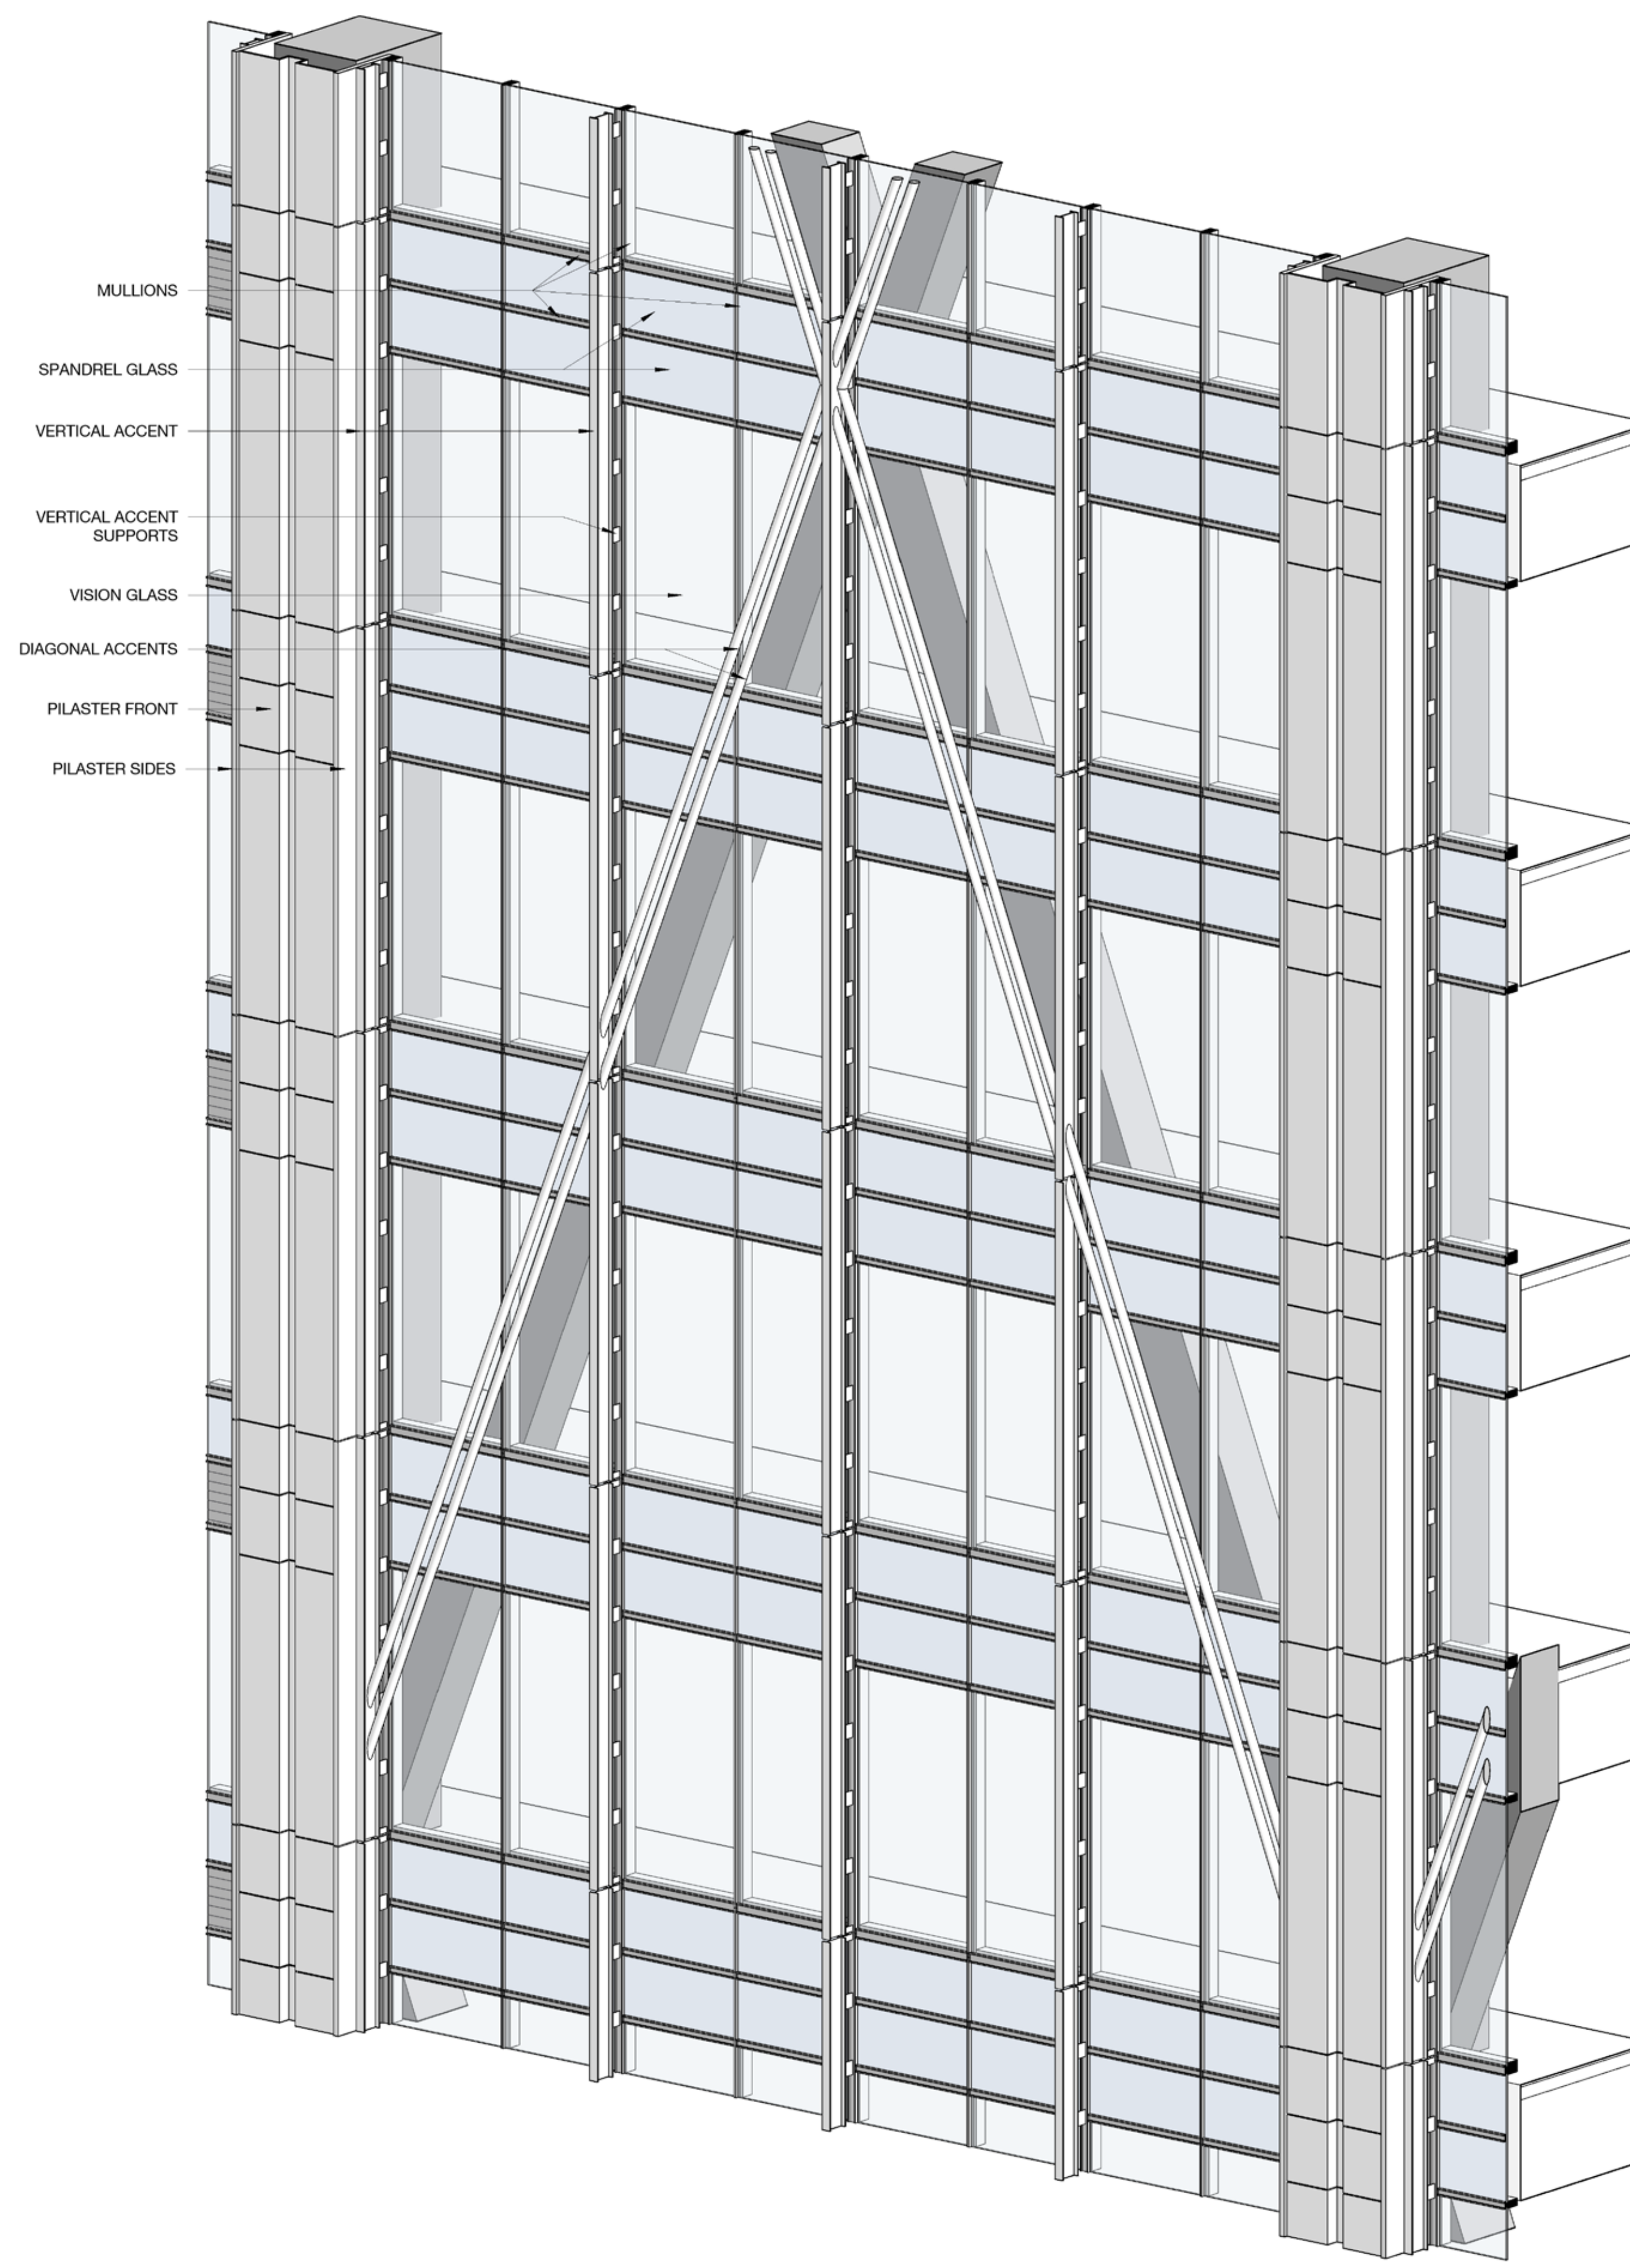 MULLIONS
SPANDREL GLASS
VERTICAL ACCENT
VERTICAL ACCENT
SUPPORTS
VISION GLASS
DIAGONAL ACCENTS
PILASTER FRONT
PILASTER SIDES